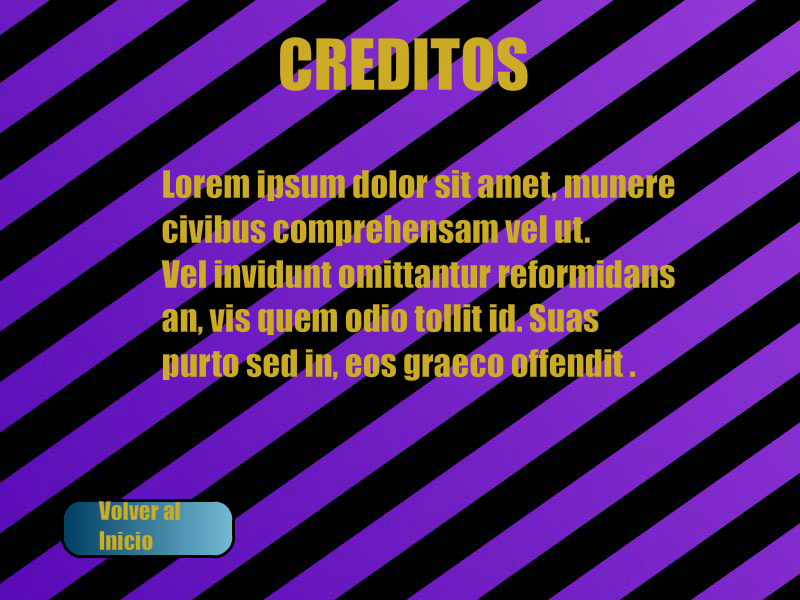 CREDITOS
Lorem ipsum dolor sit amet, munere
civibus comprehensam vel ut.
Vel invidunt omittantur reformidans
an, vis quem odio tollit id. Suas
purto sed in, eos graeco offendit .
Volver al
Inicio